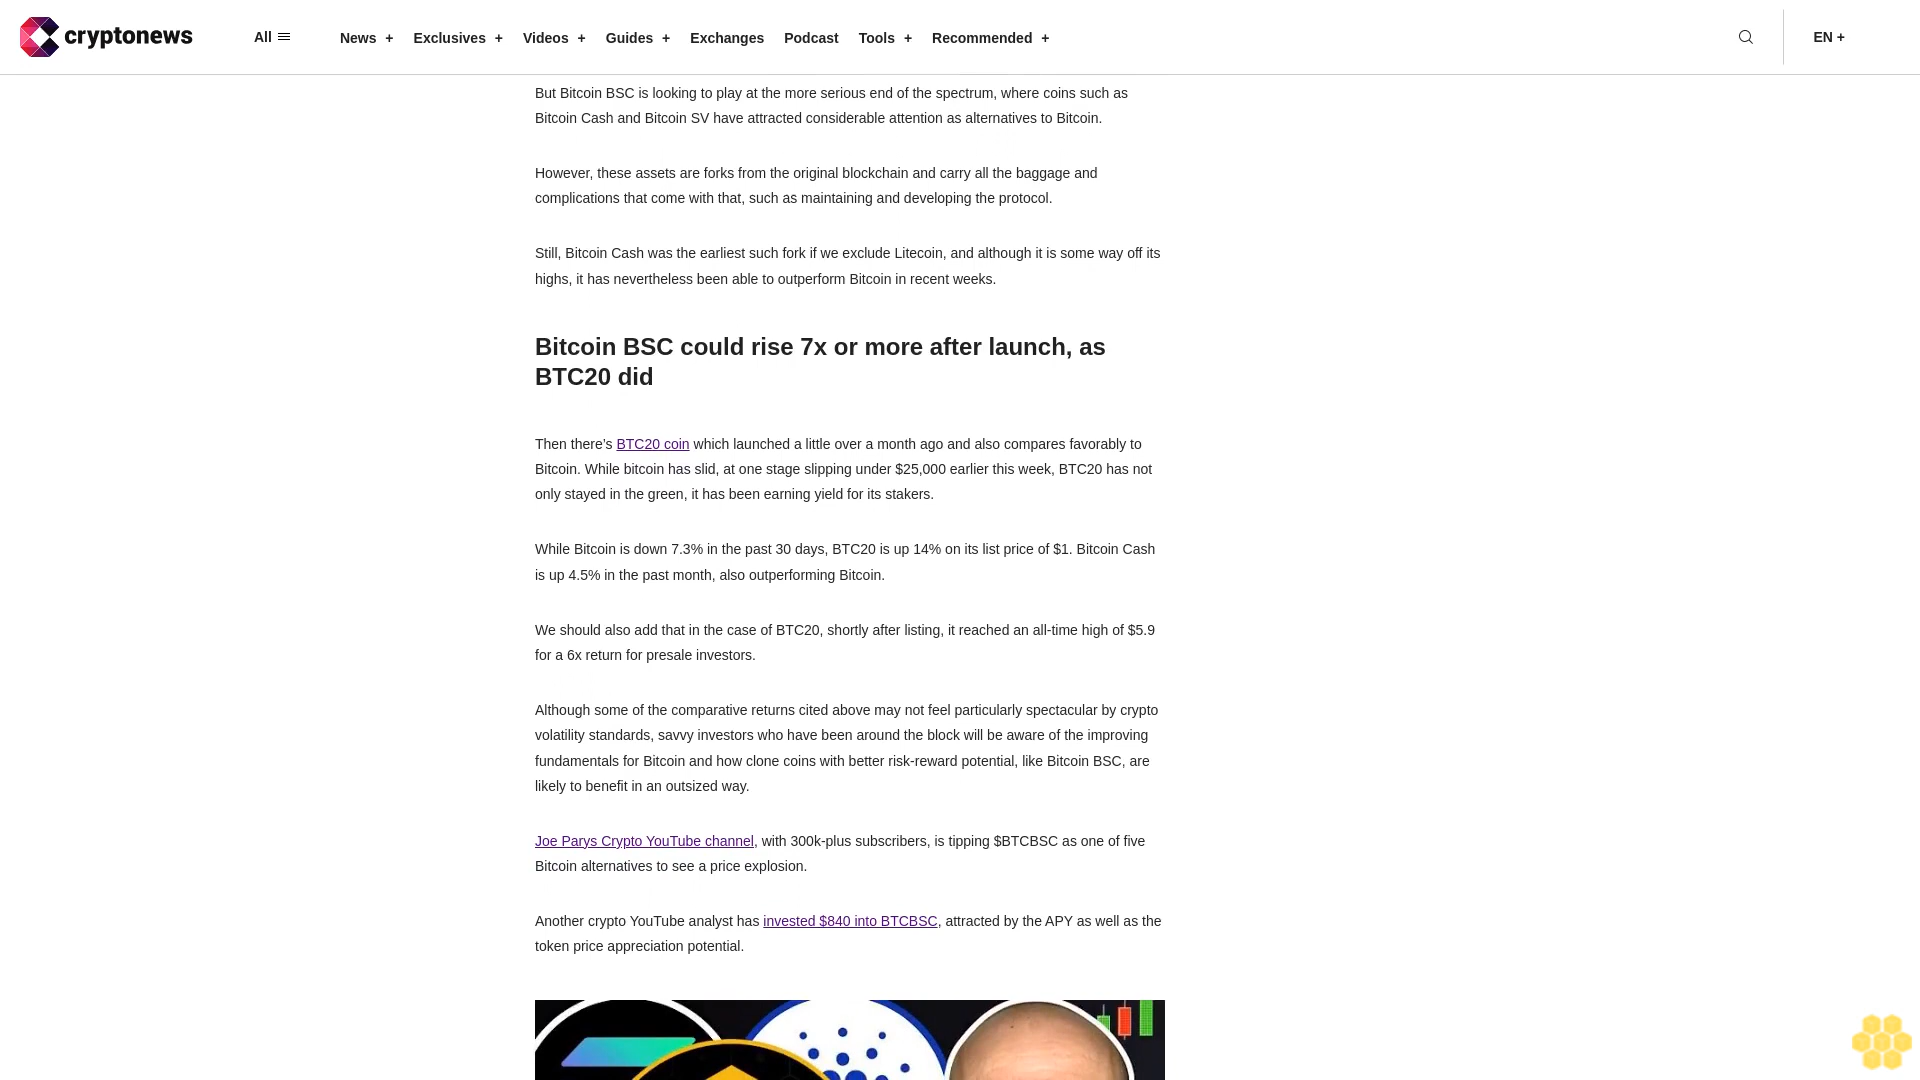 cryptonews
All
News +
Exclusives +
Videos +
Guides +
Exchanges
Podcast
Tools +
Recommended +
EN +
But Bitcoin BSC is looking to play at the more serious end of the spectrum, where coins such as
Bitcoin Cash and Bitcoin SV have attracted considerable attention as alternatives to Bitcoin.
However, these assets are forks from the original blockchain and carry all the baggage and
complications that come with that, such as maintaining and developing the protocol.
Still, Bitcoin Cash was the earliest such fork if we exclude Litecoin, and although it is some way off its
highs, it has nevertheless been able to outperform Bitcoin in recent weeks.
Bitcoin BSC could rise 7x or more after launch, as
BTC20 did
Then there’s BTC20 coin which launched a little over a month ago and also compares favorably to
Bitcoin. While bitcoin has slid, at one stage slipping under $25,000 earlier this week, BTC20 has not
only stayed in the green, it has been earning yield for its stakers.
While Bitcoin is down 7.3% in the past 30 days, BTC20 is up 14% on its list price of $1. Bitcoin Cash
is up 4.5% in the past month, also outperforming Bitcoin.
We should also add that in the case of BTC20, shortly after listing, it reached an all-time high of $5.9
for a 6x return for presale investors.
Although some of the comparative returns cited above may not feel particularly spectacular by crypto
volatility standards, savvy investors who have been around the block will be aware of the improving
fundamentals for Bitcoin and how clone coins with better risk-reward potential, like Bitcoin BSC, are
likely to benefit in an outsized way.
Joe Parys Crypto YouTube channel, with 300k-plus subscribers, is tipping $BTCBSC as one of five
Bitcoin alternatives to see a price explosion.
Another crypto YouTube analyst has invested $840 into BTCBSC, attracted by the APY as well as the
token price appreciation potential.